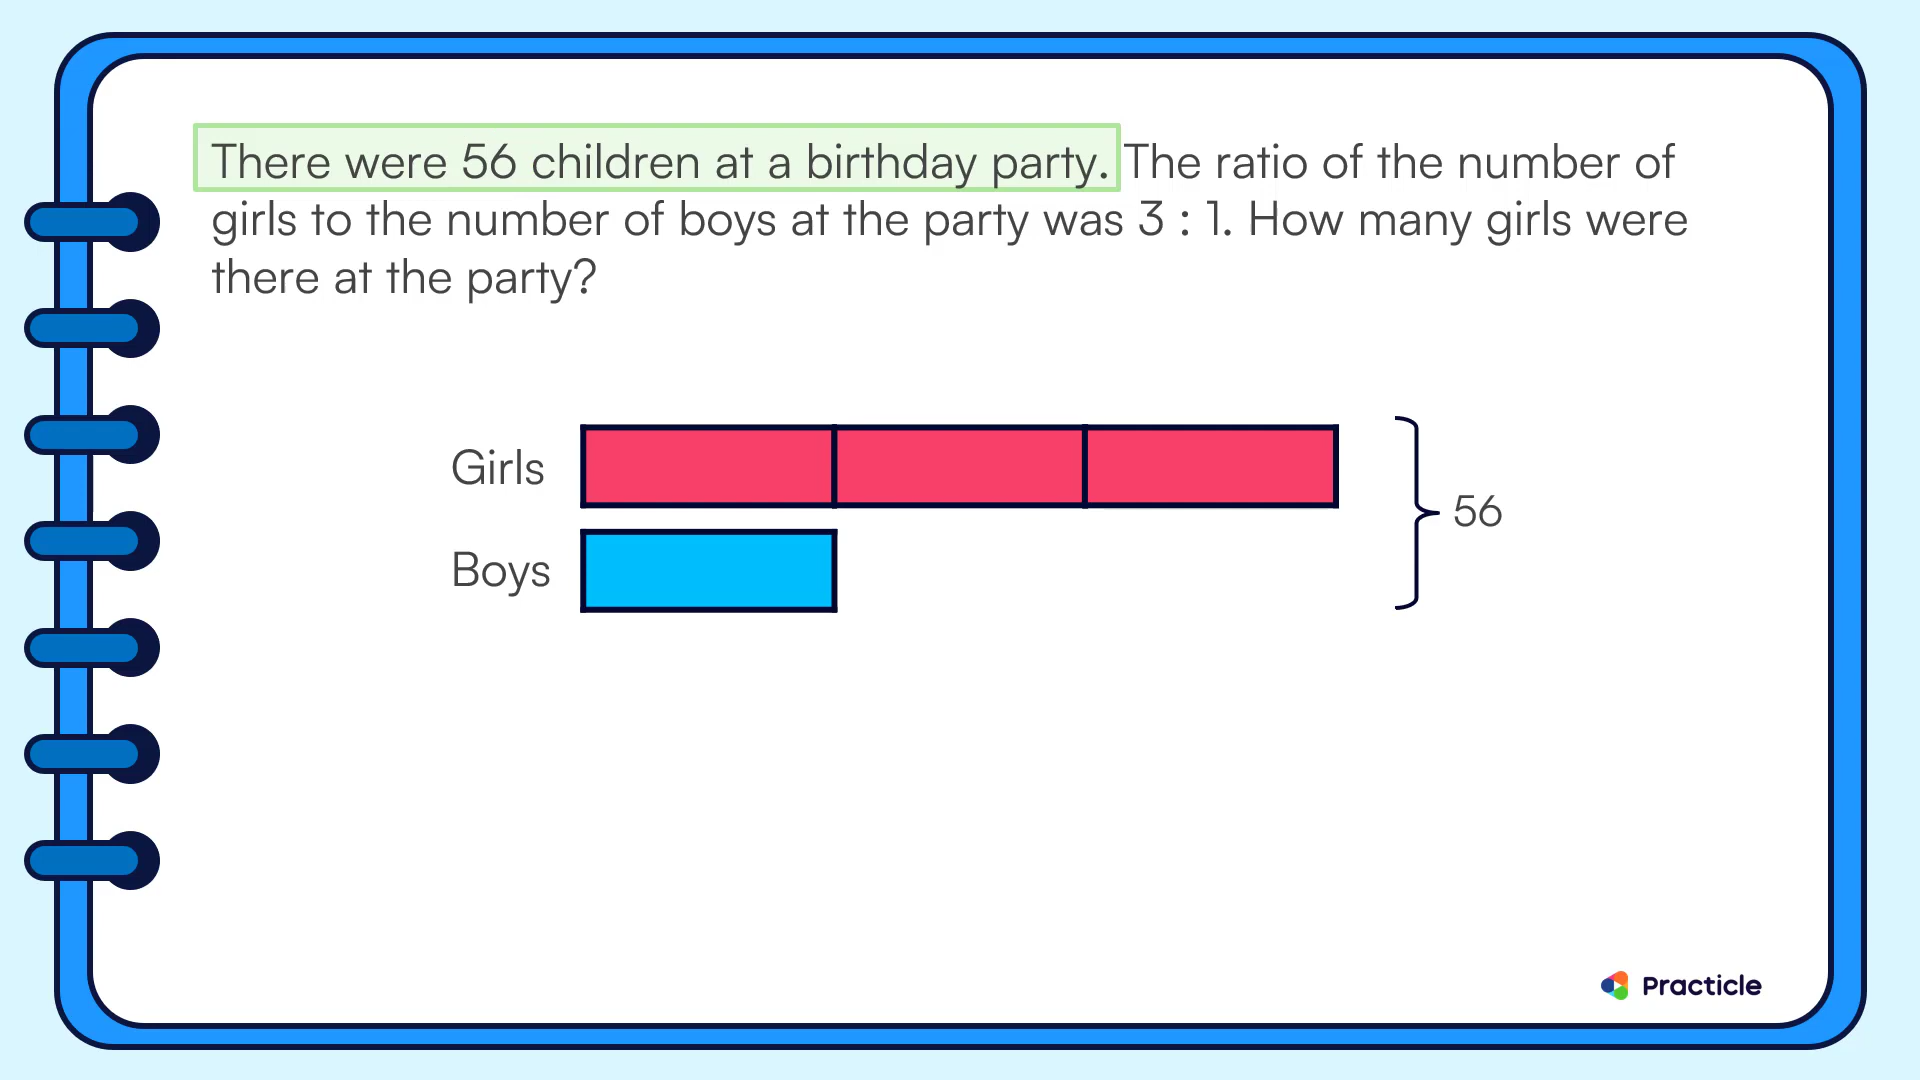 There were 56 children at a birthday party. The ratio of the number of
girls to the number of boys at the party was 3 : 1. How many girls were
there at the party?
Girls
56
Boys
Practicle